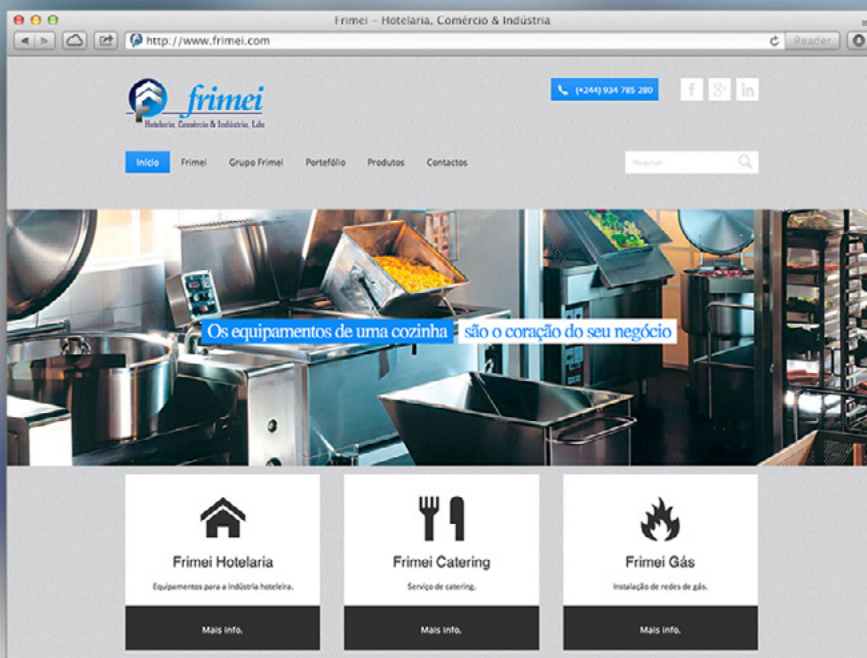 Frimei – Hotelaria, Comércio & Indústria
http://www.frimei.com
Reader
frimei
Hotelaria, Comércio & Indústria, Lda
(+244) 934 785 280
f g+ in
Início Frimei Grupo Frimei Portefólio Produtos Contactos
Pesquisar
Os equipamentos de uma cozinha são o coração do seu negócio
Frimei Hotelaria
Equipamentos para a indústria hoteleira.
Mais info.
Frimei Catering
Serviço de catering.
Mais info.
Frimei Gás
Instalação de redes de gás.
Mais info.